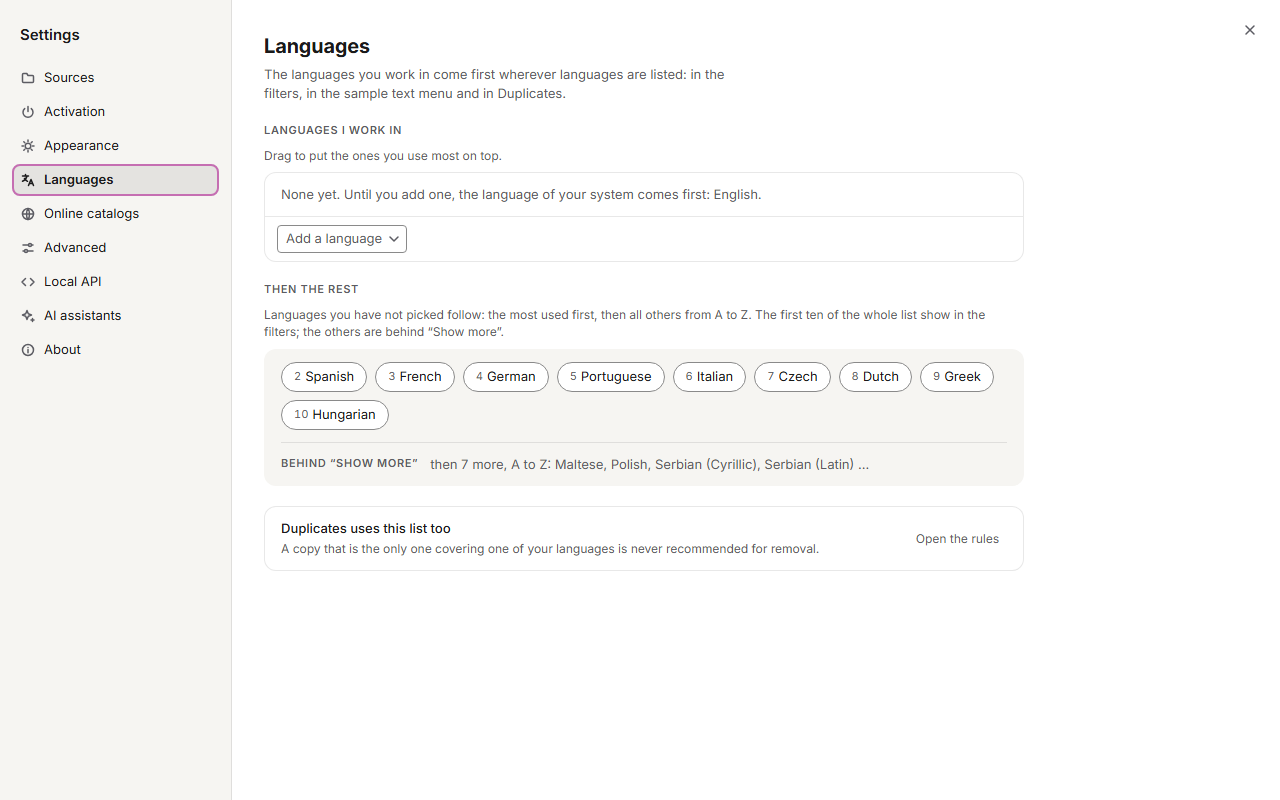 Settings
Sources
Activation
Appearance
Languages
Online catalogs
Advanced
Local API
AI assistants
About
Languages
The languages you work in come first wherever languages are listed: in the
filters, in the sample text menu and in Duplicates.
LANGUAGES I WORK IN
Drag to put the ones you use most on top.
None yet. Until you add one, the language of your system comes first: English.
Add a language
THEN THE REST
Languages you have not picked follow: the most used first, then all others from A to Z. The first ten of the whole list show in the
filters; the others are behind “Show more”.
2 Spanish 3 French 4 German 5 Portuguese 6 Italian 7 Czech 8 Dutch 9 Greek
10 Hungarian
BEHIND “SHOW MORE” then 7 more, A to Z: Maltese, Polish, Serbian (Cyrillic), Serbian (Latin) ...
Duplicates uses this list too
A copy that is the only one covering one of your languages is never recommended for removal.
Open the rules